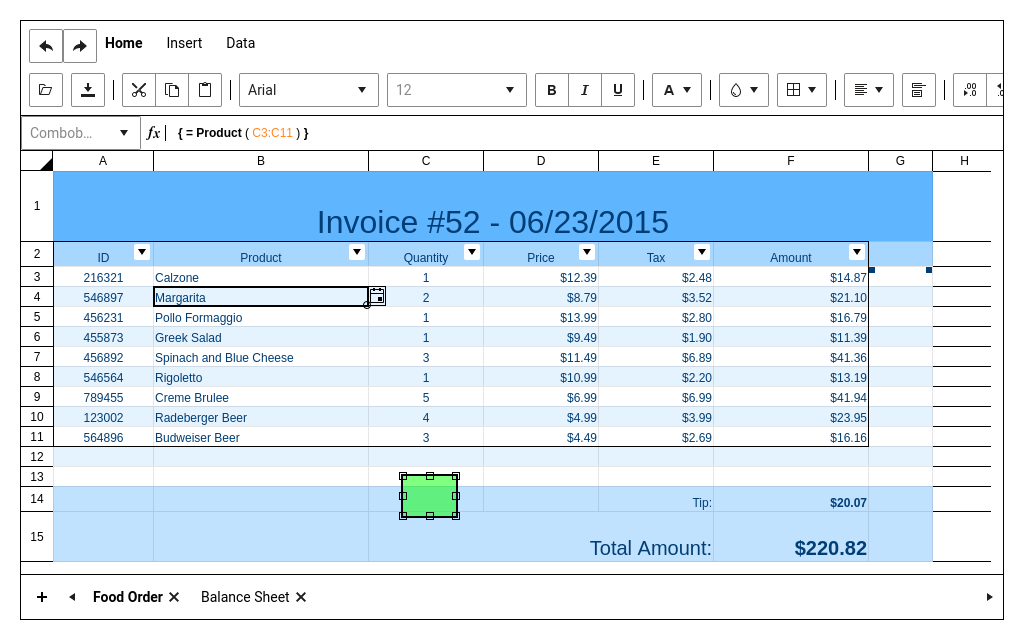 Home Insert Data
Arial 12 B I U A .00
Combob... fx { = Product ( C3:C11 ) }
A B C D E F G H
1 Invoice #52 - 06/23/2015
2 ID Product Quantity Price Tax Amount
3 216321 Calzone 1 $12.39 $2.48 $14.87
4 546897 Margarita 2 $8.79 $3.52 $21.10
5 456231 Pollo Formaggio 1 $13.99 $2.80 $16.79
6 455873 Greek Salad 1 $9.49 $1.90 $11.39
7 456892 Spinach and Blue Cheese 3 $11.49 $6.89 $41.36
8 546564 Rigoletto 1 $10.99 $2.20 $13.19
9 789455 Creme Brulee 5 $6.99 $6.99 $41.94
10 123002 Radeberger Beer 4 $4.99 $3.99 $23.95
11 564896 Budweiser Beer 3 $4.49 $2.69 $16.16
12
13
14 Tip: $20.07
15 Total Amount: $220.82
Food Order Balance Sheet